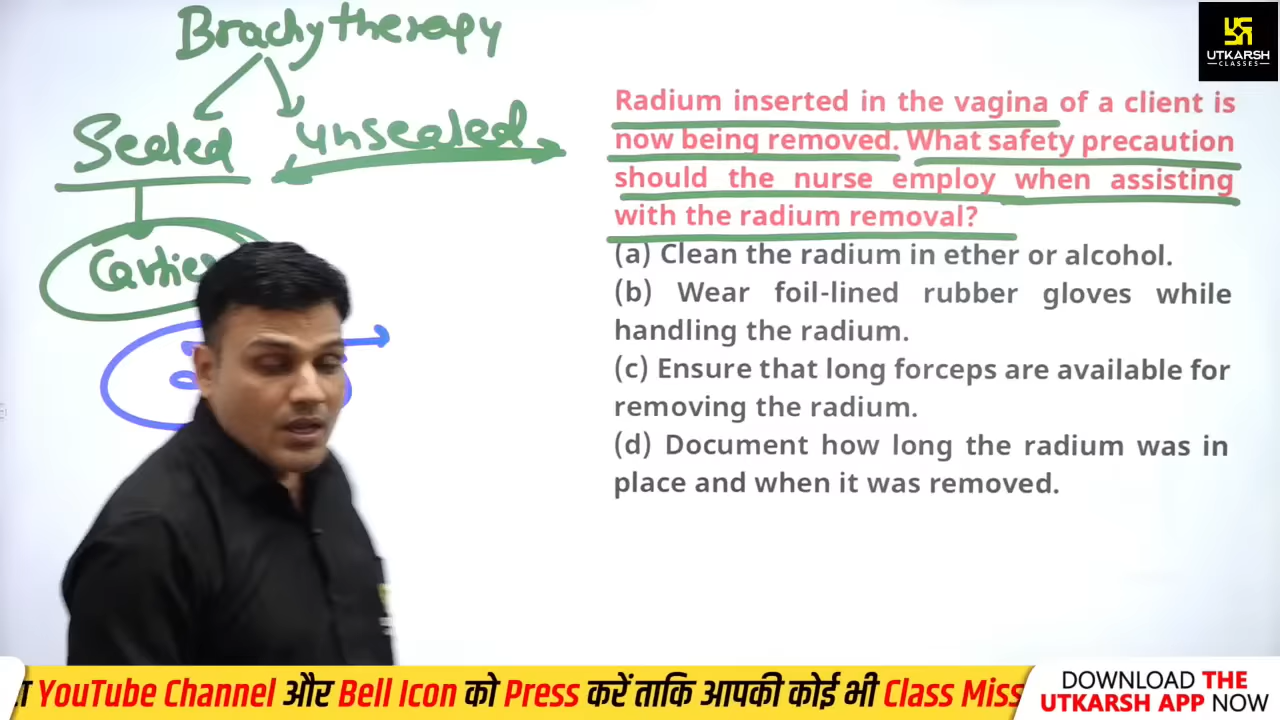 Brachytherapy
Sealed
unsealed
UTKARSH
CLASSES
Radium inserted in the vagina of a client is
now being removed. What safety precaution
should the nurse employ when assisting
with the radium removal?
(a) Clean the radium in ether or alcohol.
(b) Wear foil-lined rubber gloves while
handling the radium.
(c) Ensure that long forceps are available for
removing the radium.
(d) Document how long the radium was in
place and when it was removed.
YouTube Channel और Bell Icon को Press करें ताकि आपकी कोई भी Class Miss
DOWNLOAD THE
UTKARSH APP NOW